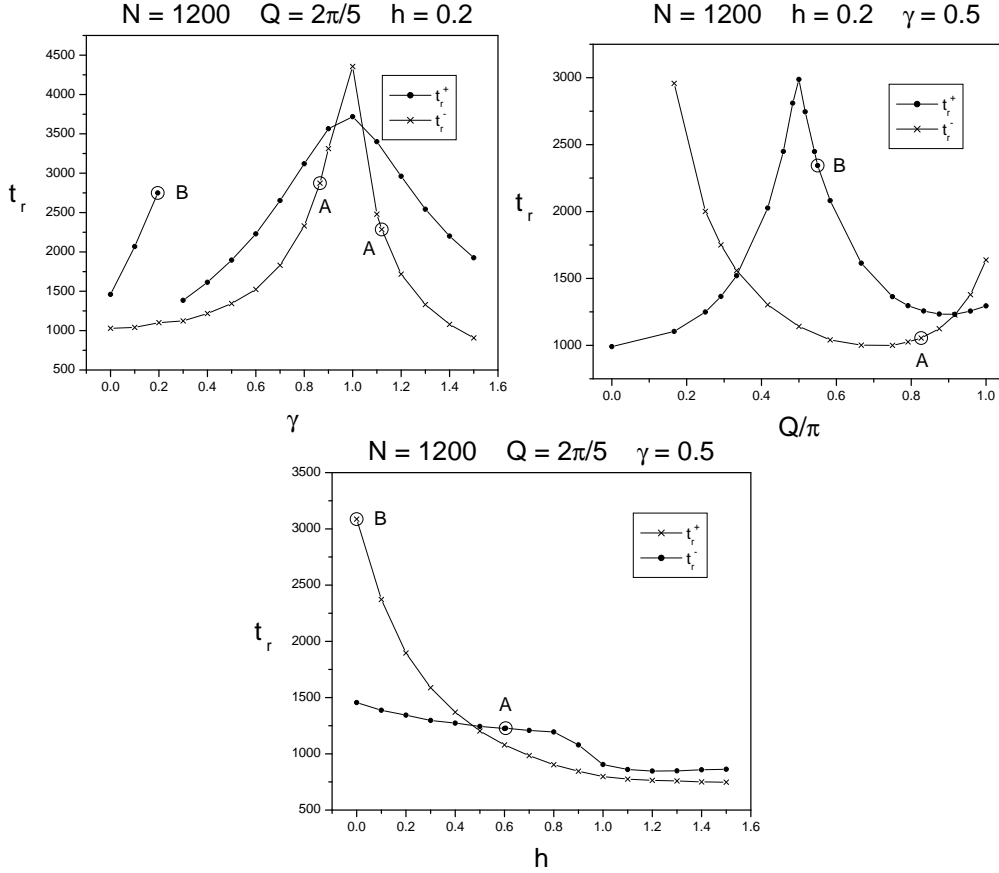 N = 1200 Q = 2π/5 h = 0.2
4500
4000
3500
3000
2500
2000
1500
1000
500
t_r
t_r^+
t_r^-
B
A
A
0.0 0.2 0.4 0.6 0.8 1.0 1.2 1.4 1.6
γ
N = 1200 h = 0.2 γ = 0.5
3000
2500
2000
1500
1000
t_r
t_r^+
t_r^-
B
A
0.0 0.2 0.4 0.6 0.8 1.0
Q/π
N = 1200 Q = 2π/5 γ = 0.5
3500
3000
2500
2000
1500
1000
500
t_r
t_r^+
t_r^-
B
A
0.0 0.2 0.4 0.6 0.8 1.0 1.2 1.4 1.6
h